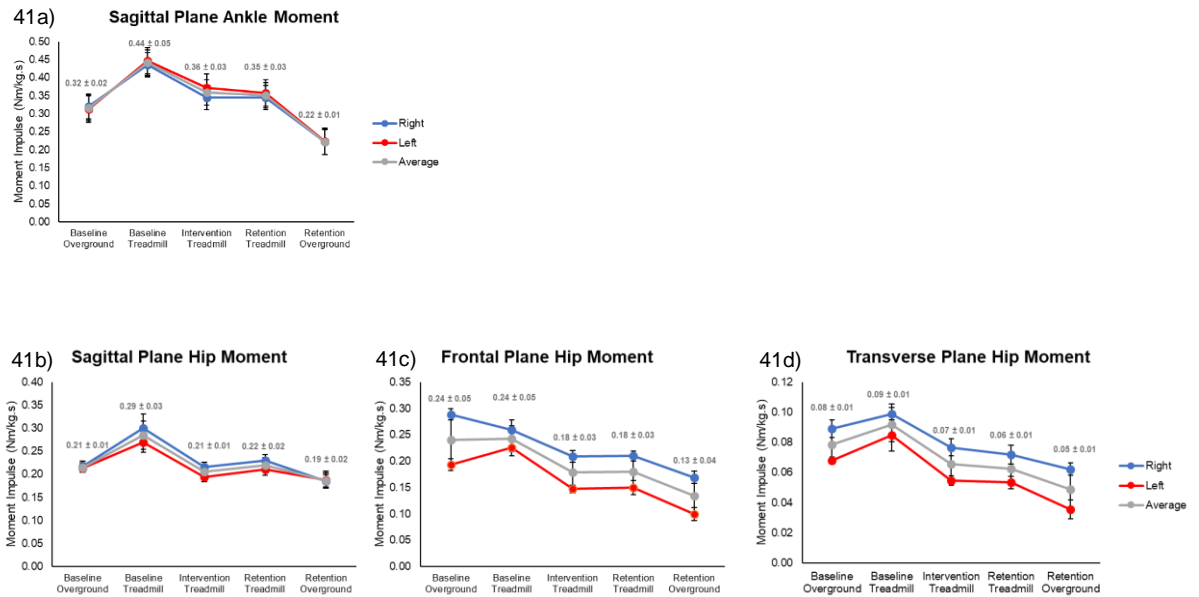 41a)
Sagittal Plane Ankle Moment
Moment Impulse (Nm/kg.s)
0.50
0.45
0.40
0.35
0.30
0.25
0.20
0.15
0.10
0.05
0.00
0.32 ± 0.02
0.44 ± 0.05
0.36 ± 0.03
0.35 ± 0.03
0.22 ± 0.01
Baseline Overground
Baseline Treadmill
Intervention Treadmill
Retention Treadmill
Retention Overground
Right
Left
Average
41b)
Sagittal Plane Hip Moment
Moment Impulse (Nm/kg.s)
0.40
0.35
0.30
0.25
0.20
0.15
0.10
0.05
0.00
0.21 ± 0.01
0.29 ± 0.03
0.21 ± 0.01
0.22 ± 0.02
0.19 ± 0.02
Baseline Overground
Baseline Treadmill
Intervention Treadmill
Retention Treadmill
Retention Overground
41c)
Frontal Plane Hip Moment
Moment Impulse (Nm/kg.s)
0.35
0.30
0.25
0.20
0.15
0.10
0.05
0.00
0.24 ± 0.05
0.24 ± 0.05
0.18 ± 0.03
0.18 ± 0.03
0.13 ± 0.04
Baseline Overground
Baseline Treadmill
Intervention Treadmill
Retention Treadmill
Retention Overground
41d)
Transverse Plane Hip Moment
Moment Impulse (Nm/kg.s)
0.12
0.10
0.08
0.06
0.04
0.02
0.00
0.08 ± 0.01
0.09 ± 0.01
0.07 ± 0.01
0.06 ± 0.01
0.05 ± 0.01
Baseline Overground
Baseline Treadmill
Intervention Treadmill
Retention Treadmill
Retention Overground
Right
Left
Average